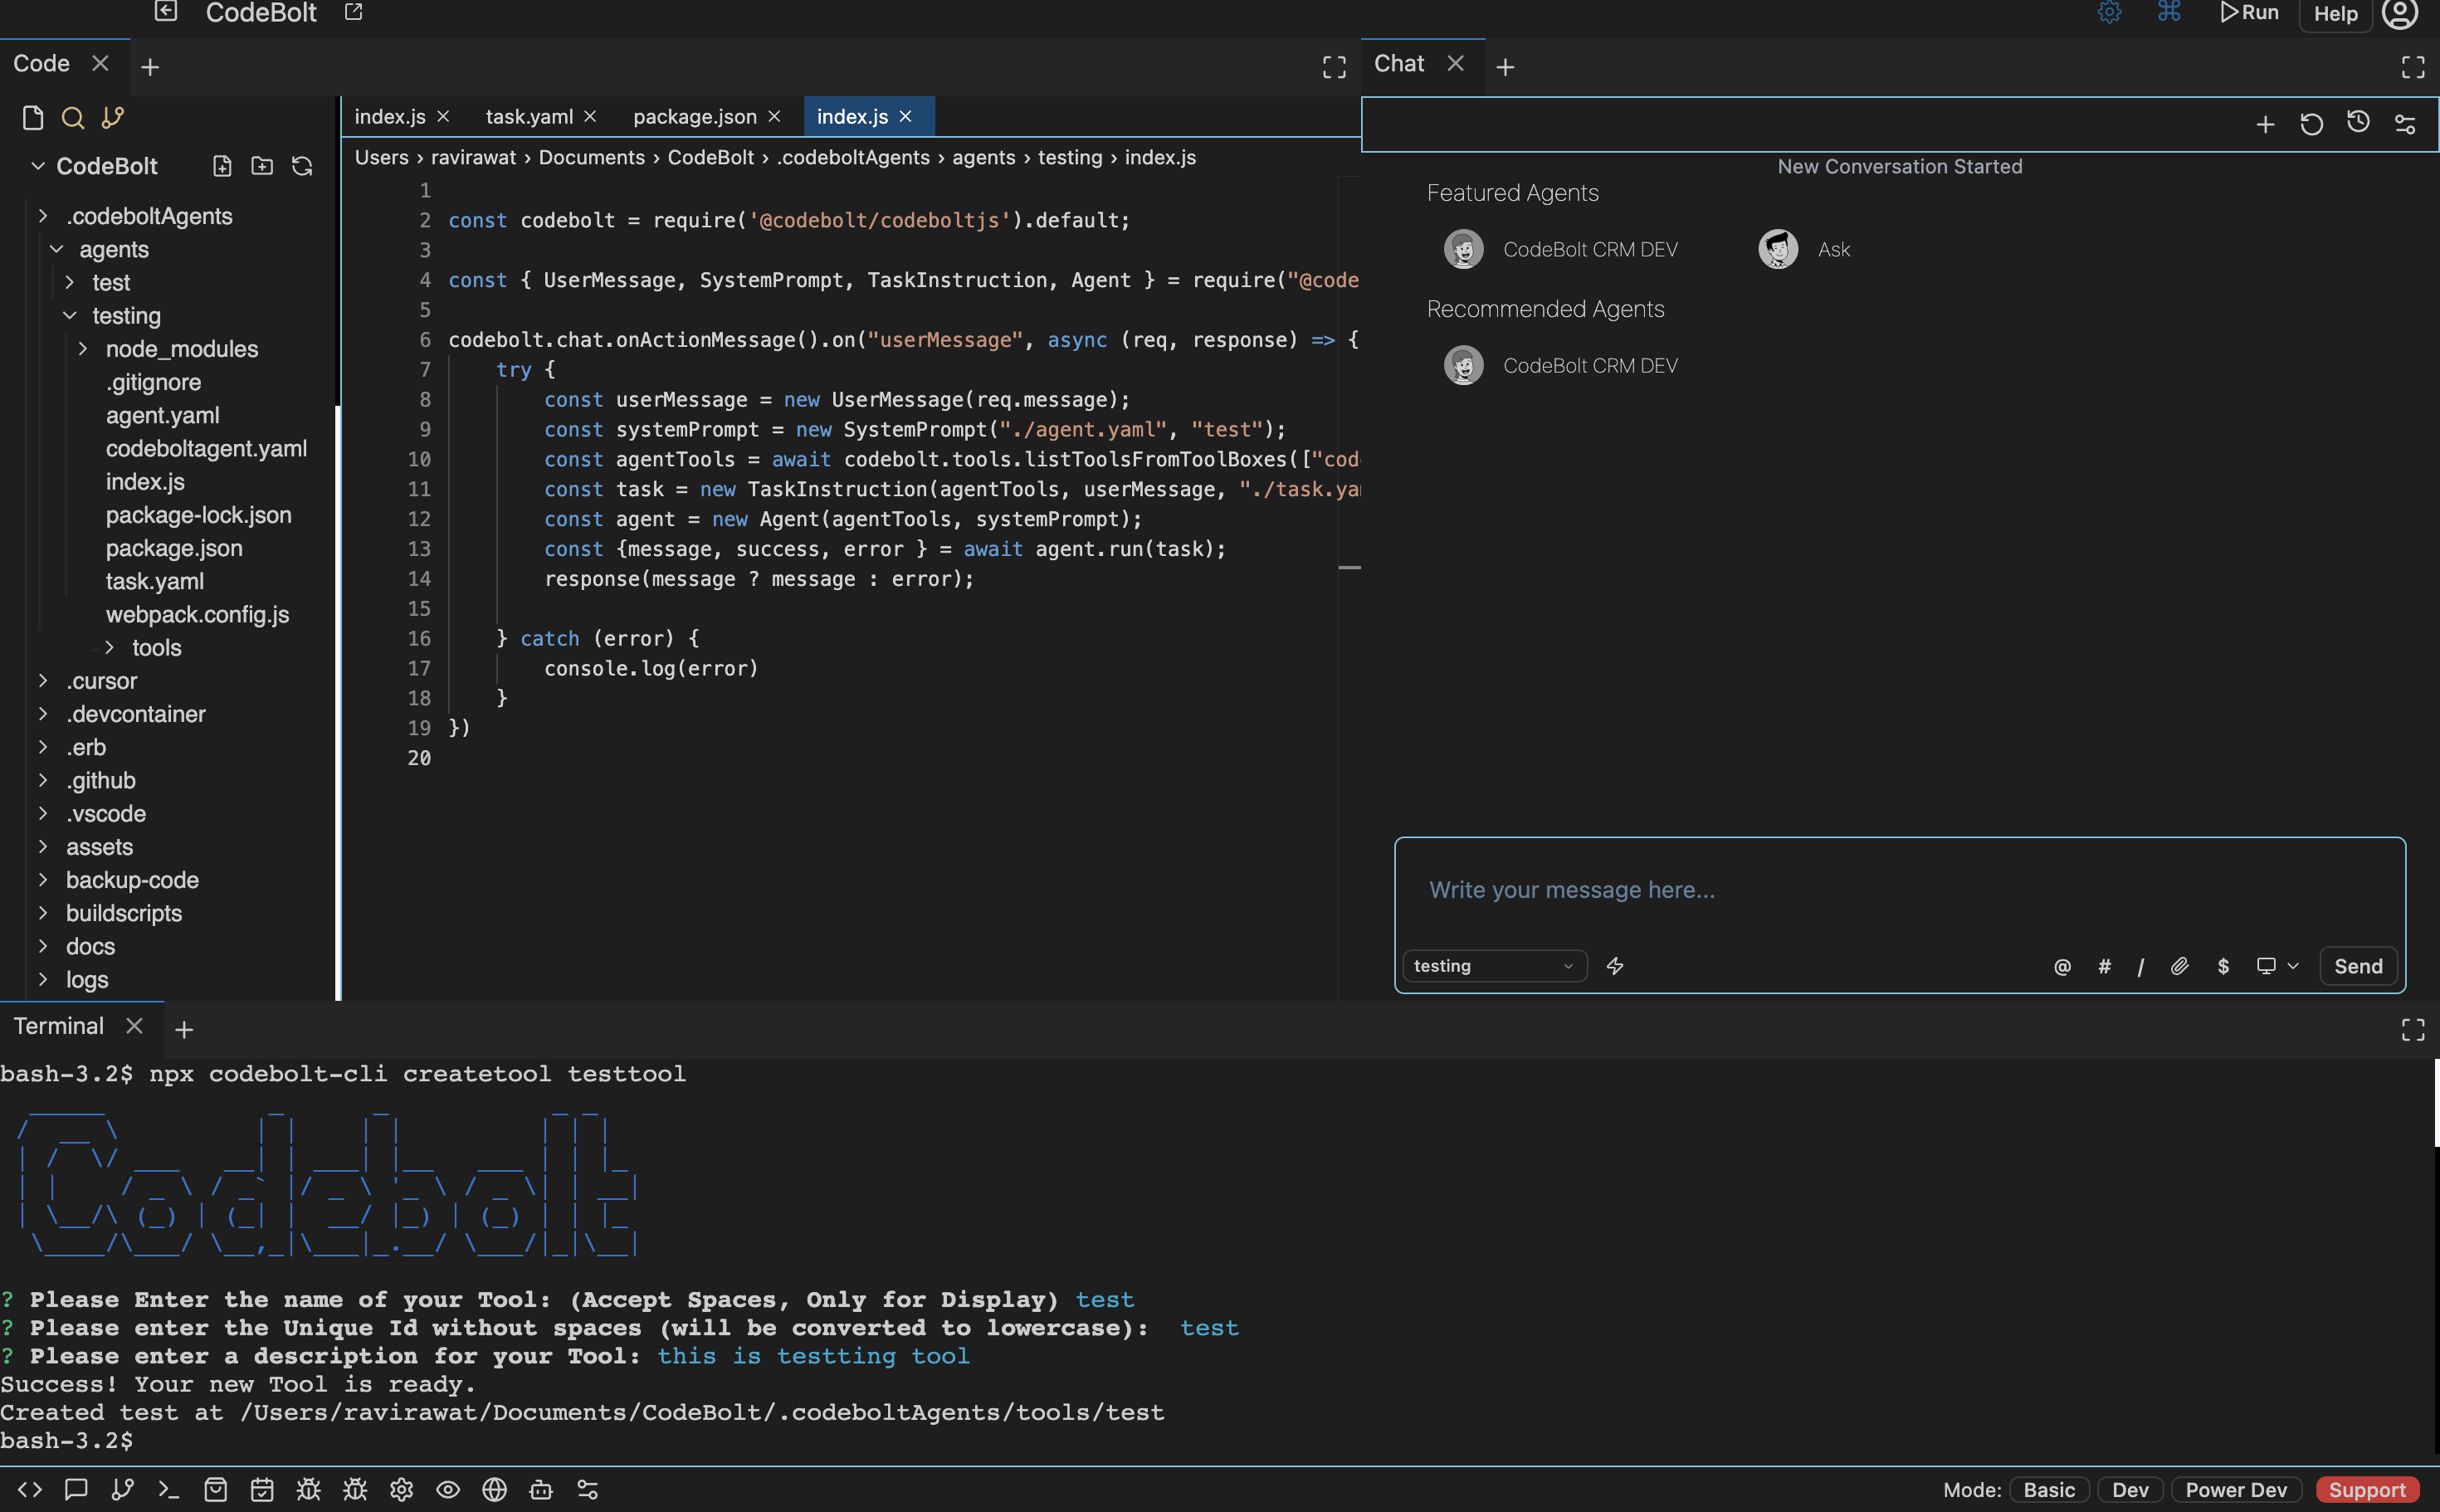 CodeBolt
Run
Help
Code
Chat
index.js
task.yaml
package.json
index.js
CodeBolt
Users › ravirawat › Documents › CodeBolt › .codeboltAgents › agents › testing › index.js
.codeboltAgents
agents
test
testing
node_modules
.gitignore
agent.yaml
codeboltagent.yaml
index.js
package-lock.json
package.json
task.yaml
webpack.config.js
tools
.cursor
.devcontainer
.erb
.github
.vscode
assets
backup-code
buildscripts
docs
logs
1
2 const codebolt = require('@codebolt/codeboltjs').default;
3
4 const { UserMessage, SystemPrompt, TaskInstruction, Agent } = require("@code
5
6 codebolt.chat.onActionMessage().on("userMessage", async (req, response) => {
7 try {
8 const userMessage = new UserMessage(req.message);
9 const systemPrompt = new SystemPrompt("./agent.yaml", "test");
10 const agentTools = await codebolt.tools.listToolsFromToolBoxes(["cod
11 const task = new TaskInstruction(agentTools, userMessage, "./task.ya
12 const agent = new Agent(agentTools, systemPrompt);
13 const {message, success, error } = await agent.run(task);
14 response(message ? message : error);
15
16 } catch (error) {
17 console.log(error)
18 }
19 })
20
New Conversation Started
Featured Agents
CodeBolt CRM DEV
Ask
Recommended Agents
CodeBolt CRM DEV
Write your message here...
testing
@ # / $
Send
Terminal
bash-3.2$ npx codebolt-cli createtool testtool
Codebolt
? Please Enter the name of your Tool: (Accept Spaces, Only for Display) test
? Please enter the Unique Id without spaces (will be converted to lowercase): test
? Please enter a description for your Tool: this is testting tool
Success! Your new Tool is ready.
Created test at /Users/ravirawat/Documents/CodeBolt/.codeboltAgents/tools/test
bash-3.2$
Mode: Basic Dev Power Dev Support